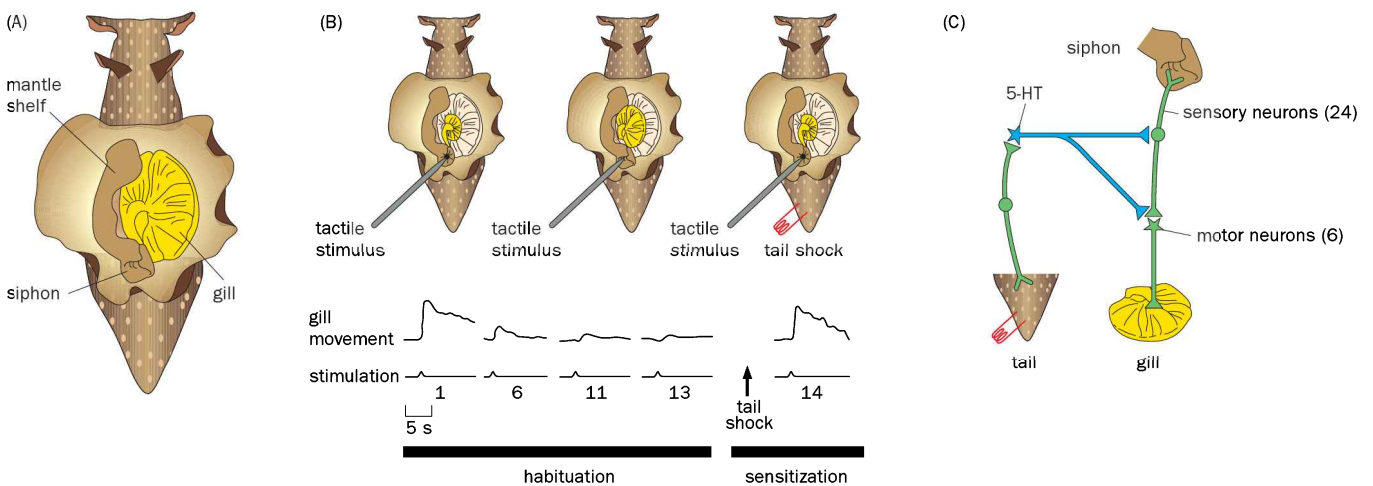 (A)
mantle
shelf
siphon
gill
(B)
tactile
stimulus
tactile
stimulus
tactile
stimulus
tail shock
gill
movement
stimulation
1
6
11
13
14
5 s
tail
shock
habituation
sensitization
(C)
siphon
5-HT
sensory neurons (24)
motor neurons (6)
tail
gill